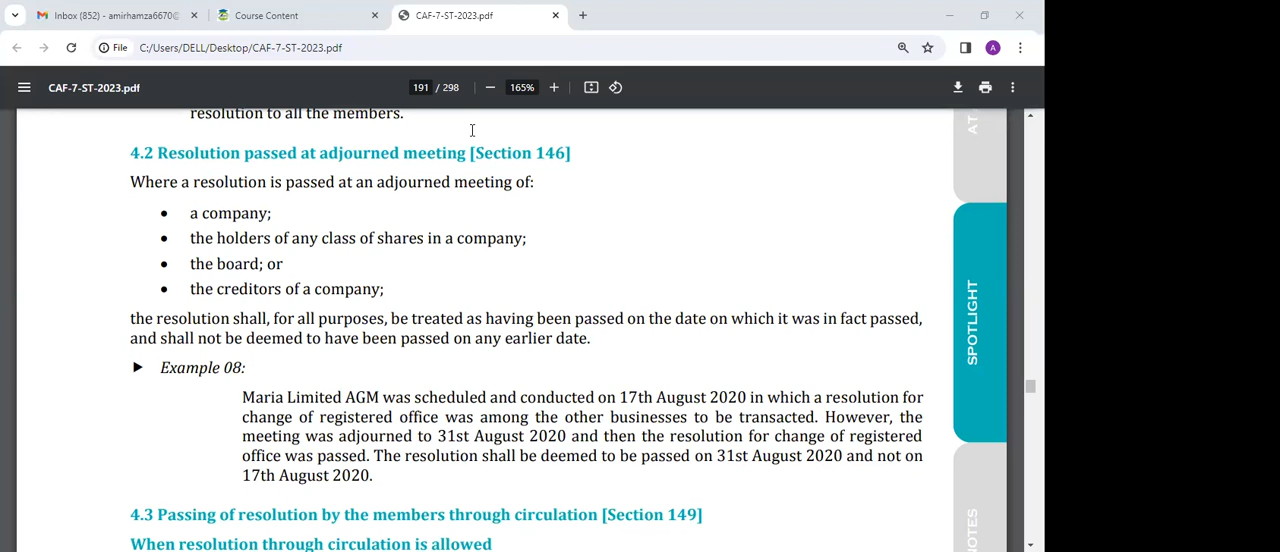 Inbox (852) - amirhamza6670@
Course Content
CAF-7-ST-2023.pdf
File
C:/Users/DELL/Desktop/CAF-7-ST-2023.pdf
A
CAF-7-ST-2023.pdf
191 / 298
165%
resolution to all the members.
4.2 Resolution passed at adjourned meeting [Section 146]
Where a resolution is passed at an adjourned meeting of:
• a company;
• the holders of any class of shares in a company;
• the board; or
• the creditors of a company;
the resolution shall, for all purposes, be treated as having been passed on the date on which it was in fact passed,
and shall not be deemed to have been passed on any earlier date.
Example 08:
Maria Limited AGM was scheduled and conducted on 17th August 2020 in which a resolution for
change of registered office was among the other businesses to be transacted. However, the
meeting was adjourned to 31st August 2020 and then the resolution for change of registered
office was passed. The resolution shall be deemed to be passed on 31st August 2020 and not on
17th August 2020.
4.3 Passing of resolution by the members through circulation [Section 149]
When resolution through circulation is allowed
AT
SPOTLIGHT
NOTES